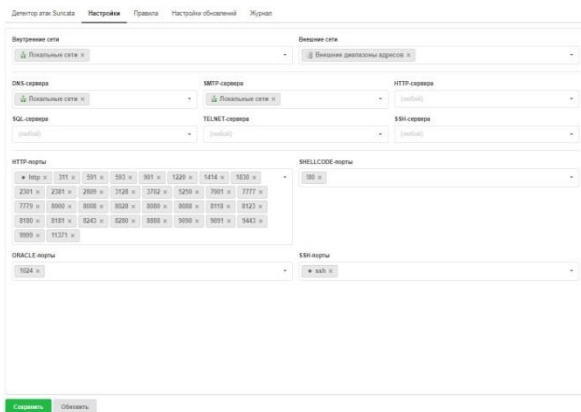 Детектор атак Suricata Настройки Правила Настройки обновлений Журнал
Внутренние сети Внешние сети
Локальные сети × Внешние диапазоны адресов ×
DNS-сервера SMTP-сервера HTTP-сервера
Локальные сети × Локальные сети × (любой)
SQL-сервера TELNET-сервера SSH-сервера
(любой) (любой) (любой)
HTTP-порты SHELLCODE-порты
http × 311 × 591 × 593 × 901 × 1220 × 1414 × 1830 × !80 ×
2301 × 2381 × 2809 × 3128 × 3702 × 5250 × 7001 × 7777 ×
7779 × 8000 × 8008 × 8028 × 8080 × 8088 × 8118 × 8123 ×
8180 × 8181 × 8243 × 8280 × 8888 × 9090 × 9091 × 9443 ×
9999 × 11371 ×
ORACLE-порты SSH-порты
1024 × ssh ×
Сохранить Обновить